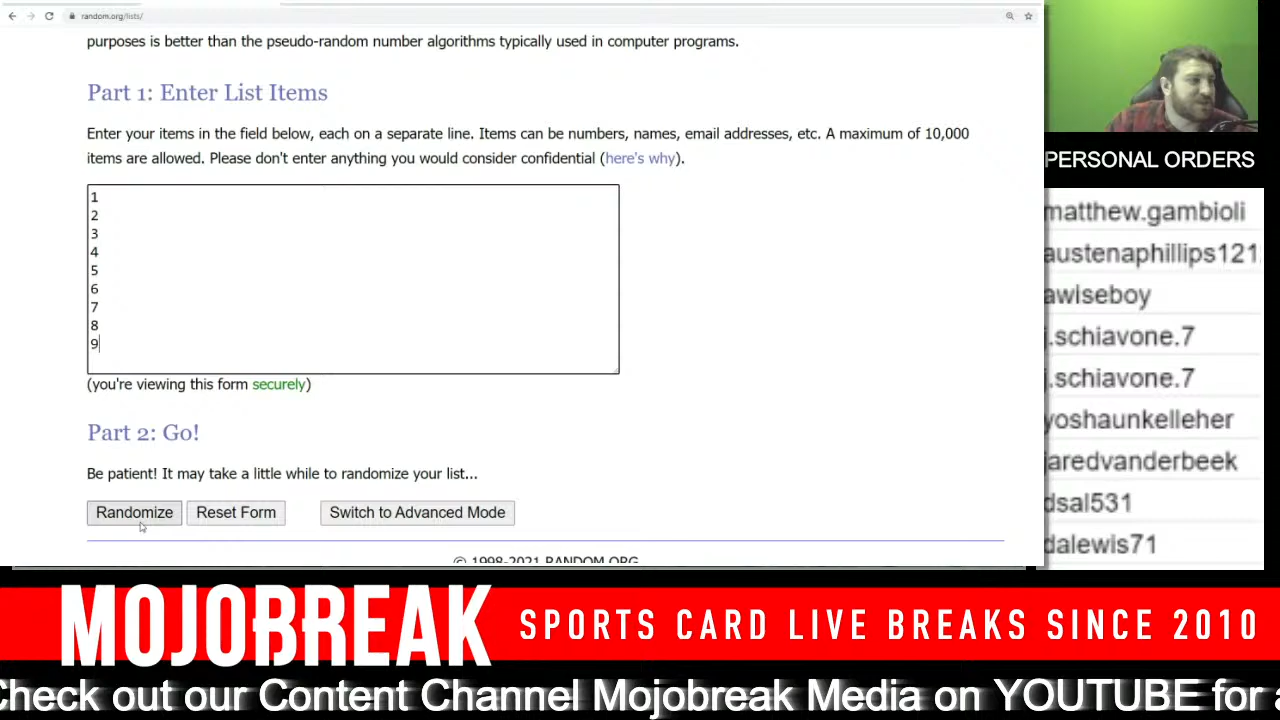 random.org/lists/
purposes is better than the pseudo-random number algorithms typically used in computer programs.
Part 1: Enter List Items
Enter your items in the field below, each on a separate line. Items can be numbers, names, email addresses, etc. A maximum of 10,000
items are allowed. Please don't enter anything you would consider confidential (here's why).
1
2
3
4
5
6
7
8
9
(you're viewing this form securely)
Part 2: Go!
Be patient! It may take a little while to randomize your list...
Randomize Reset Form Switch to Advanced Mode
© 1998-2021 RANDOM.ORG
PERSONAL ORDERS
matthew.gambioli
austenaphillips121
awiseboy
j.schiavone.7
j.schiavone.7
yoshaunkelleher
jaredvanderbeek
dsal531
dalewis71
MOJOBREAK SPORTS CARD LIVE BREAKS SINCE 2010
Check out our Content Channel Mojobreak Media on YOUTUBE for a